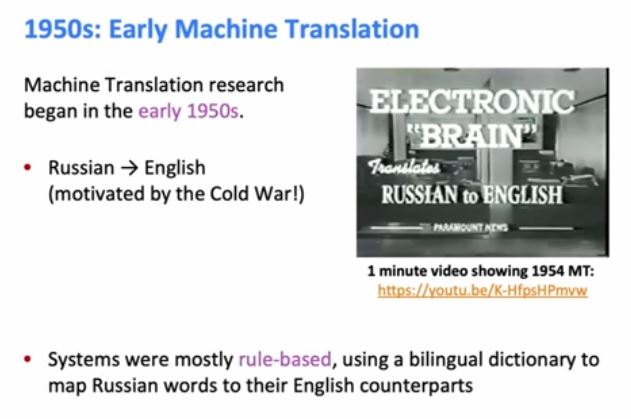 1950s: Early Machine Translation
Machine Translation research
began in the early 1950s.
• Russian → English
(motivated by the Cold War!)
ELECTRONIC
"BRAIN"
Translates
RUSSIAN to ENGLISH
PARAMOUNT NEWS
1 minute video showing 1954 MT:
https://youtu.be/K-HfpsHPmvw
• Systems were mostly rule-based, using a bilingual dictionary to
map Russian words to their English counterparts